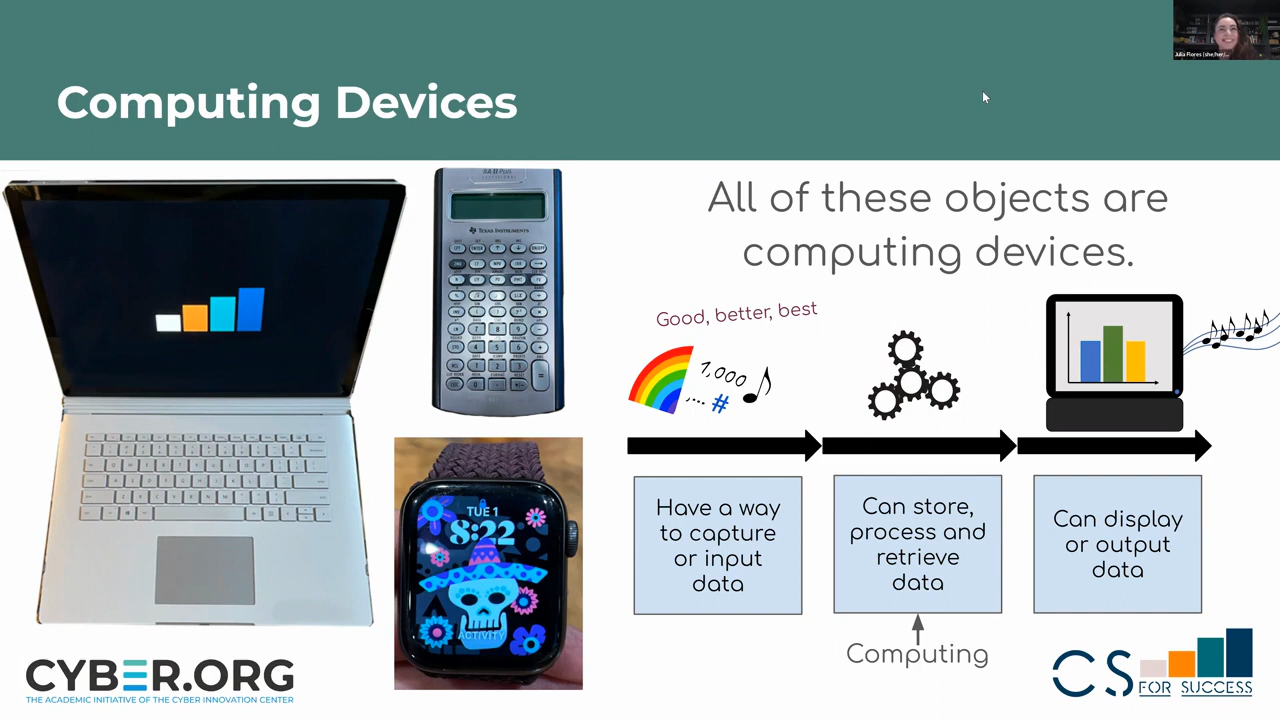 Julia Flores (she/her/...
Computing Devices
TEXAS INSTRUMENTS
TUE 1
8:22
ACTIVITY
All of these objects are
computing devices.
Good, better, best
1,000
#
Have a way
to capture
or input
data
Can store,
process and
retrieve
data
Can display
or output
data
Computing
CYBER.ORG
THE ACADEMIC INITIATIVE OF THE CYBER INNOVATION CENTER
CS FOR SUCCESS